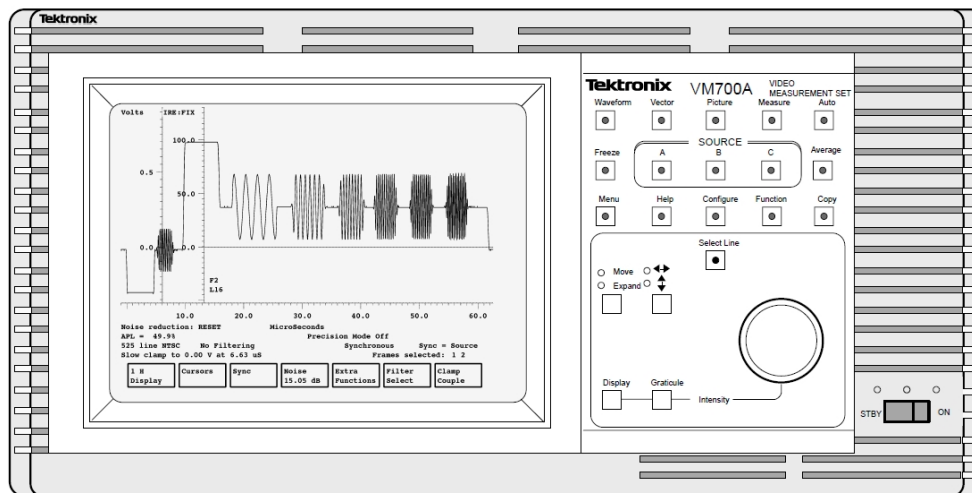 Tektronix
Tektronix VM700A VIDEO MEASUREMENT SET
Waveform Vector Picture Measure Auto
SOURCE
Freeze A B C Average
Menu Help Configure Function Copy
Select Line
Move
Expand
Display Graticule Intensity
STBY ON
Volts IRE:FIX
100.0
0.5
50.0
0.0 0.0
F2
L16
10.0 20.0 30.0 40.0 50.0 60.0
Noise reduction: RESET MicroSeconds
APL = 49.9% Precision Mode Off
525 line NTSC No Filtering Synchronous Sync = Source
Slow clamp to 0.00 V at 6.63 uS Frames selected: 1 2
1 H
Display
Cursors
Sync
Noise
15.05 dB
Extra
Functions
Filter
Select
Clamp
Couple